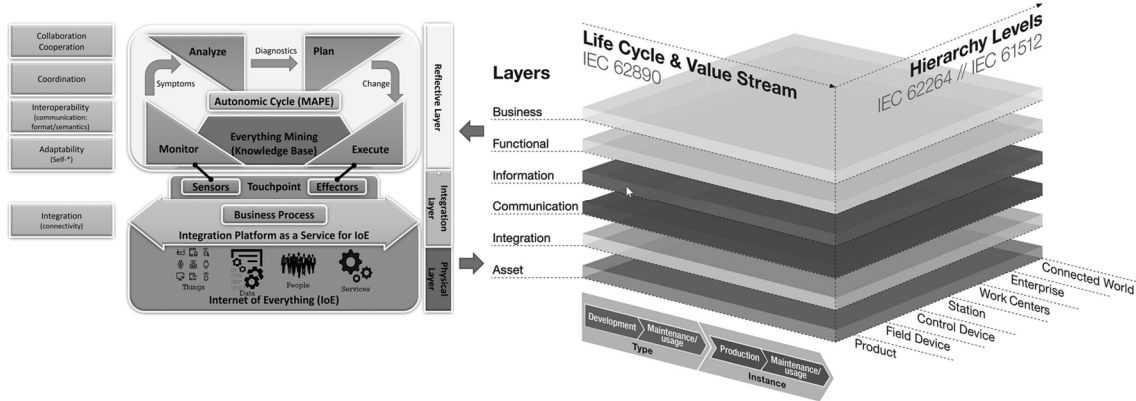 Collaboration
Cooperation
Coordination
Interoperability
(communication:
format/semantics)
Adaptability
(Self-*)
Integration
(connectivity)
Analyze
Diagnostics
Plan
Symptoms
Change
Autonomic Cycle (MAPE)
Everything Mining
(Knowledge Base)
Monitor
Execute
Sensors
Touchpoint
Effectors
Business Process
Integration Platform as a Service for IoE
Things
Data
People
Services
Internet of Everything (IoE)
Reflective Layer
Integration
Layer
Physical
Layer
Layers
Business
Functional
Information
Communication
Integration
Asset
Life Cycle & Value Stream
IEC 62890
Hierarchy Levels
IEC 62264 // IEC 61512
Connected World
Enterprise
Work Centers
Station
Control Device
Field Device
Product
Development
Maintenance/
usage
Type
Production
Maintenance/
usage
Instance